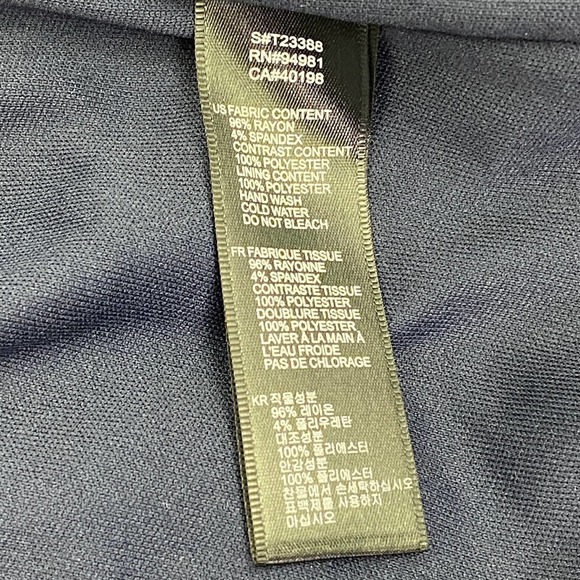 S#T23388
RN#94981
CA#40198
US FABRIC CONTENT
96% RAYON
4% SPANDEX
CONTRAST CONTENT
100% POLYESTER
LINING CONTENT
100% POLYESTER
HAND WASH
COLD WATER
DO NOT BLEACH
FR FABRIQUE TISSUE
96% RAYONNE
4% SPANDEX
CONTRASTE TISSUE
100% POLYESTER
DOUBLURE TISSUE
100% POLYESTER
LAVER À LA MAIN À
L'EAU FROIDE
PAS DE CHLORAGE
KR 직물성분
96% 레이온
4% 폴리우레탄
대조성분
100% 폴리에스터
안감성분
100% 폴리에스터
찬물에서 손세탁하십시오
표백제를 사용하지
마십시오